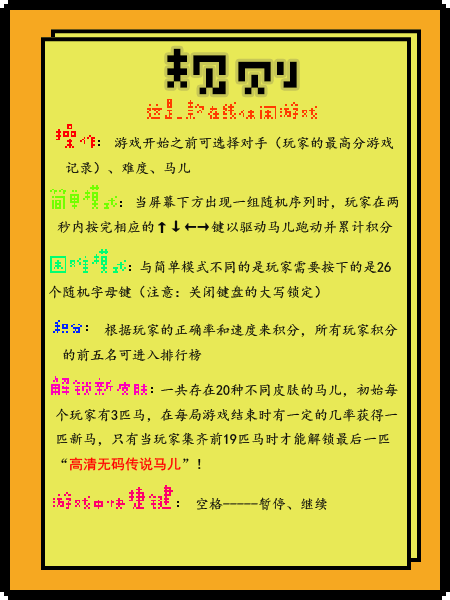 规则
这是一款在线休闲游戏
操作： 游戏开始之前可选择对手（玩家的最高分游戏
记录）、难度、马儿
简单模式：当屏幕下方出现一组随机序列时，玩家在两
秒内按完相应的↑↓←→键以驱动马儿跑动并累计积分
困难模式：与简单模式不同的是玩家需要按下的是26
个随机字母键（注意：关闭键盘的大写锁定）
积分： 根据玩家的正确率和速度来积分，所有玩家积分
的前五名可进入排行榜
解锁新皮肤：一共存在20种不同皮肤的马儿，初始每
个玩家有3匹马，在每局游戏结束时有一定的几率获得一
匹新马，只有当玩家集齐前19匹马时才能解锁最后一匹
“高清无码传说马儿”！
游戏中快捷键： 空格-----暂停、继续